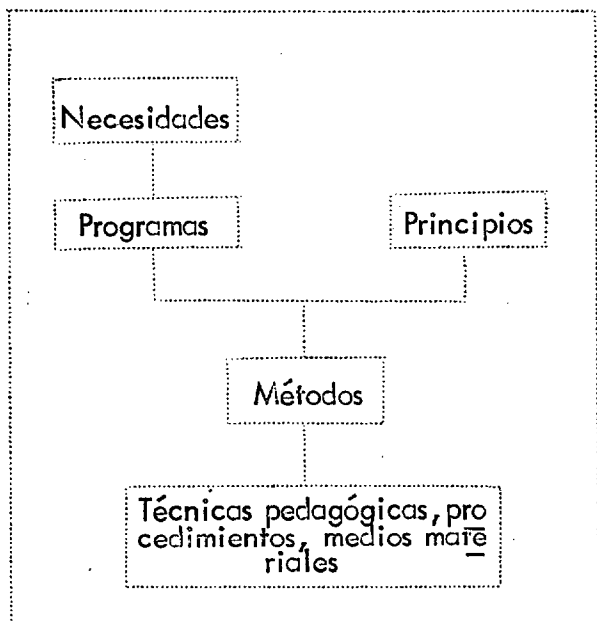 Necesidades
Programas
Principios
Métodos
Técnicas pedagógicas, pro
cedimientos, medios mate
riales